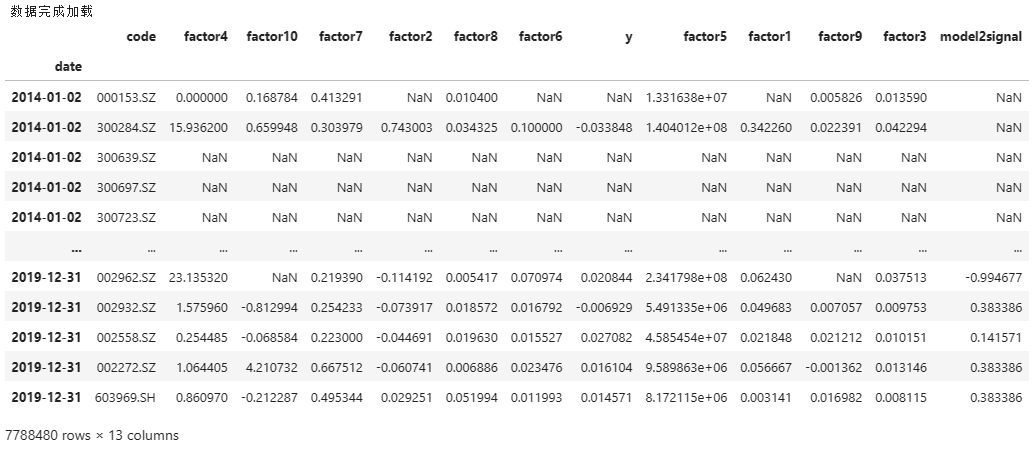 数据完成加载
code factor4 factor10 factor7 factor2 factor8 factor6 y factor5 factor1 factor9 factor3 model2signal
date
2014-01-02 000153.SZ 0.000000 0.168784 0.413291 NaN 0.010400 NaN NaN 1.331638e+07 NaN 0.005826 0.013590 NaN
2014-01-02 300284.SZ 15.936200 0.659948 0.303979 0.743003 0.034325 0.100000 -0.033848 1.404012e+08 0.342260 0.022391 0.042294 NaN
2014-01-02 300639.SZ NaN NaN NaN NaN NaN NaN NaN NaN NaN NaN NaN NaN
2014-01-02 300697.SZ NaN NaN NaN NaN NaN NaN NaN NaN NaN NaN NaN NaN
2014-01-02 300723.SZ NaN NaN NaN NaN NaN NaN NaN NaN NaN NaN NaN NaN
... ... ... ... ... ... ... ... ... ... ... ... ... ...
2019-12-31 002962.SZ 23.135320 NaN 0.219390 -0.114192 0.005417 0.070974 0.020844 2.341798e+08 0.062430 NaN 0.037513 -0.994677
2019-12-31 002932.SZ 1.575960 -0.812994 0.254233 -0.073917 0.018572 0.016792 -0.006929 5.491335e+06 0.049683 0.007057 0.009753 0.383386
2019-12-31 002558.SZ 0.254485 -0.068584 0.223000 -0.044691 0.019630 0.015527 0.027082 4.585454e+07 0.021848 0.021212 0.010151 0.141571
2019-12-31 002272.SZ 1.064405 4.210732 0.667512 -0.060741 0.006886 0.023476 0.016104 9.589863e+06 0.056667 -0.001362 0.013146 0.383386
2019-12-31 603969.SH 0.860970 -0.212287 0.495344 0.029251 0.051994 0.011993 0.014571 8.172115e+06 0.003141 0.016982 0.008115 0.383386
7788480 rows × 13 columns